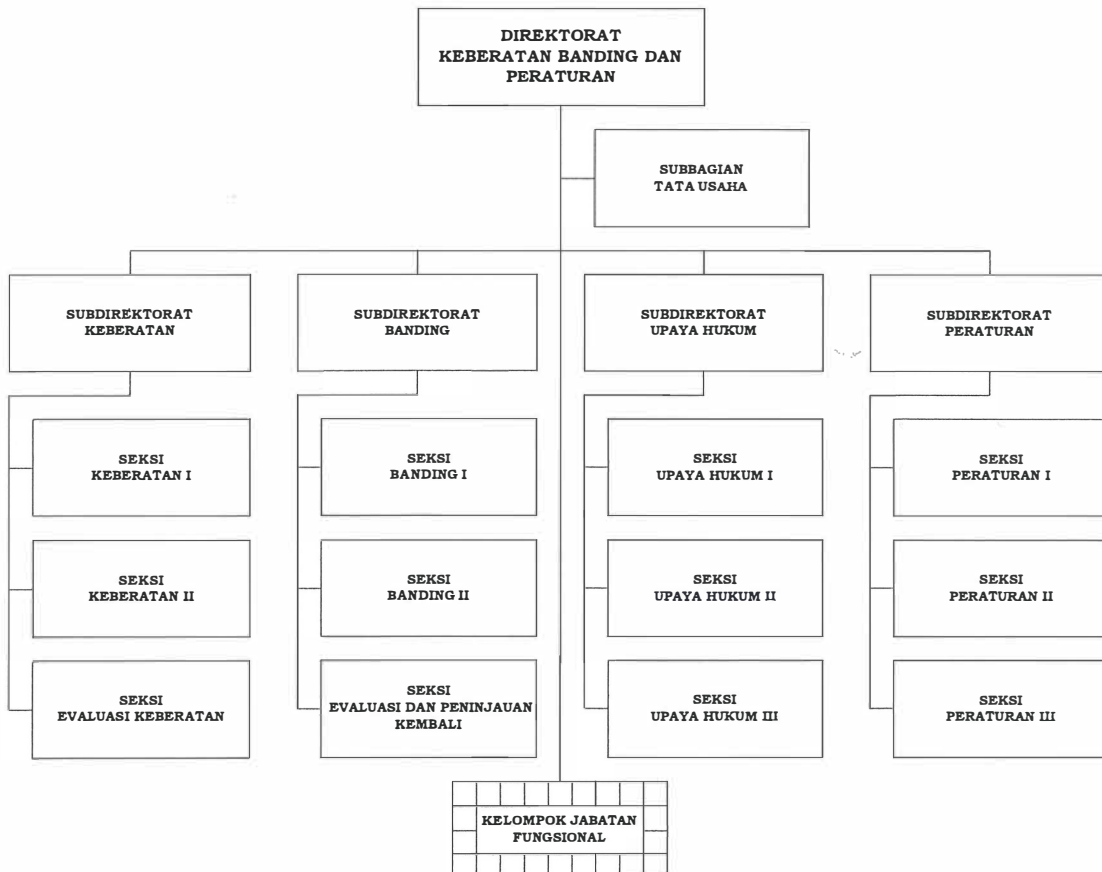 DIREKTORAT
KEBERATAN BANDING DAN
PERATURAN
SUBBAGIAN
TATA USAHA
SUBDIREKTORAT
KEBERATAN
SUBDIREKTORAT
BANDING
SUBDIREKTORAT
UPAYA HUKUM
SUBDIREKTORAT
PERATURAN
SEKSI
KEBERATAN I
SEKSI
BANDING I
SEKSI
UPAYA HUKUM I
SEKSI
PERATURAN I
SEKSI
KEBERATAN II
SEKSI
BANDING II
SEKSI
UPAYA HUKUM II
SEKSI
PERATURAN II
SEKSI
EVALUASI KEBERATAN
SEKSI
EVALUASI DAN PENINJAUAN
KEMBALI
SEKSI
UPAYA HUKUM III
SEKSI
PERATURAN III
KELOMPOK JABATAN
FUNGSIONAL